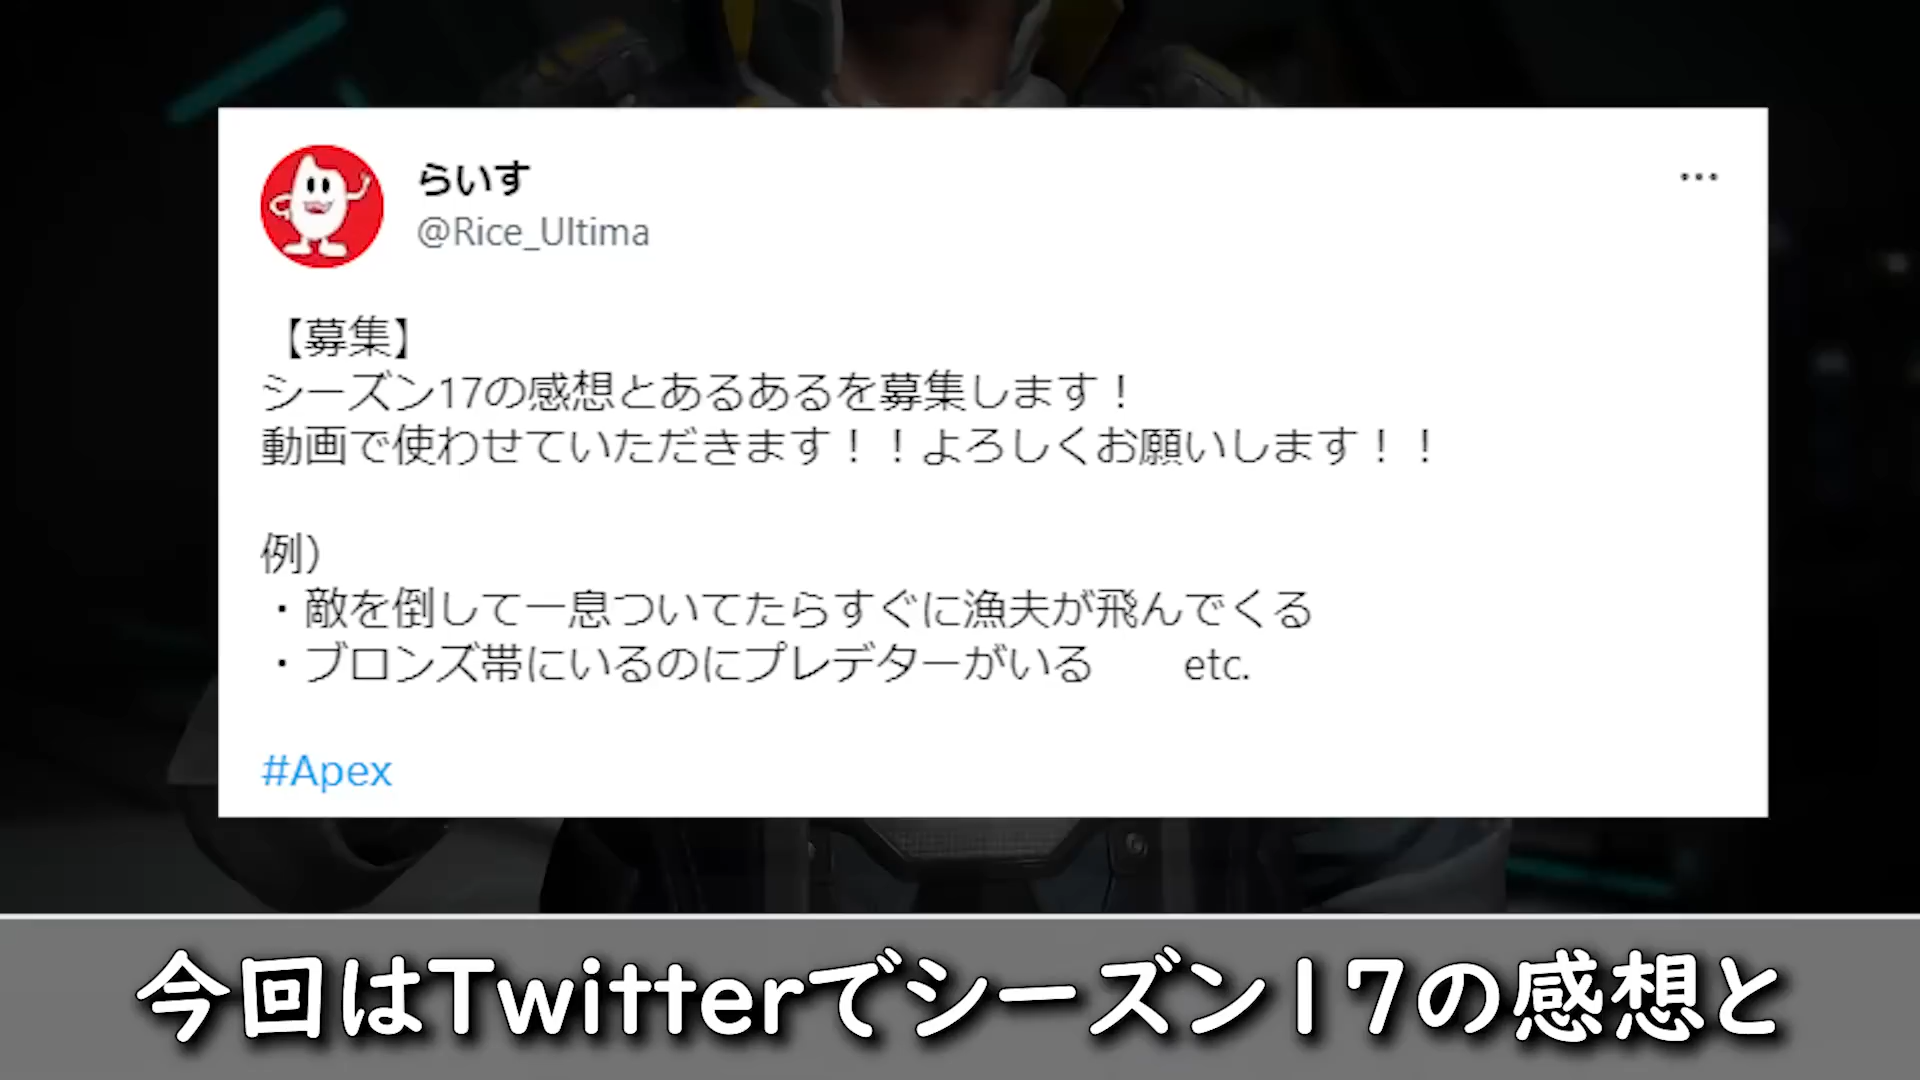 らいす
@Rice_Ultima
【募集】
シーズン17の感想とあるあるを募集します！
動画で使わせていただきます！！よろしくお願いします！！
例）
・敵を倒して一息ついてたらすぐに漁夫が飛んでくる
・ブロンズ帯にいるのにプレデターがいる　　etc.
#Apex
今回はTwitterでシーズン17の感想と